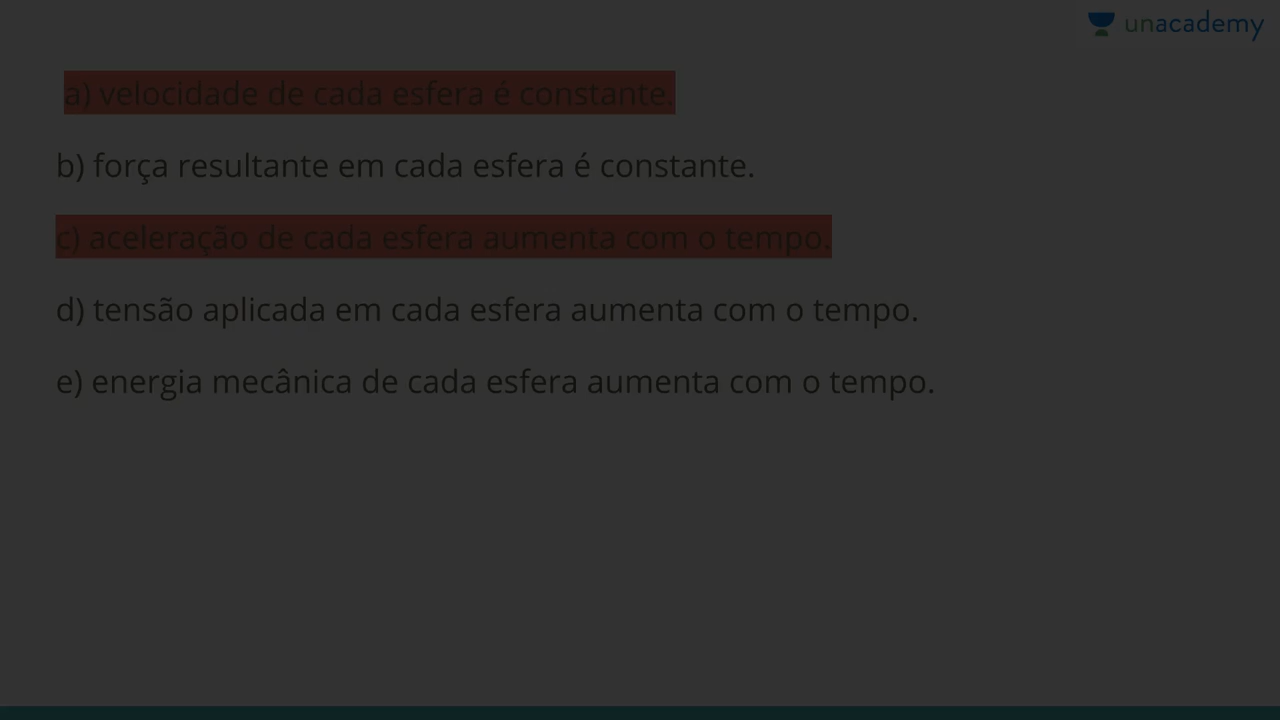 unacademy
a) velocidade de cada esfera é constante.
b) força resultante em cada esfera é constante.
c) aceleração de cada esfera aumenta com o tempo.
d) tensão aplicada em cada esfera aumenta com o tempo.
e) energia mecânica de cada esfera aumenta com o tempo.